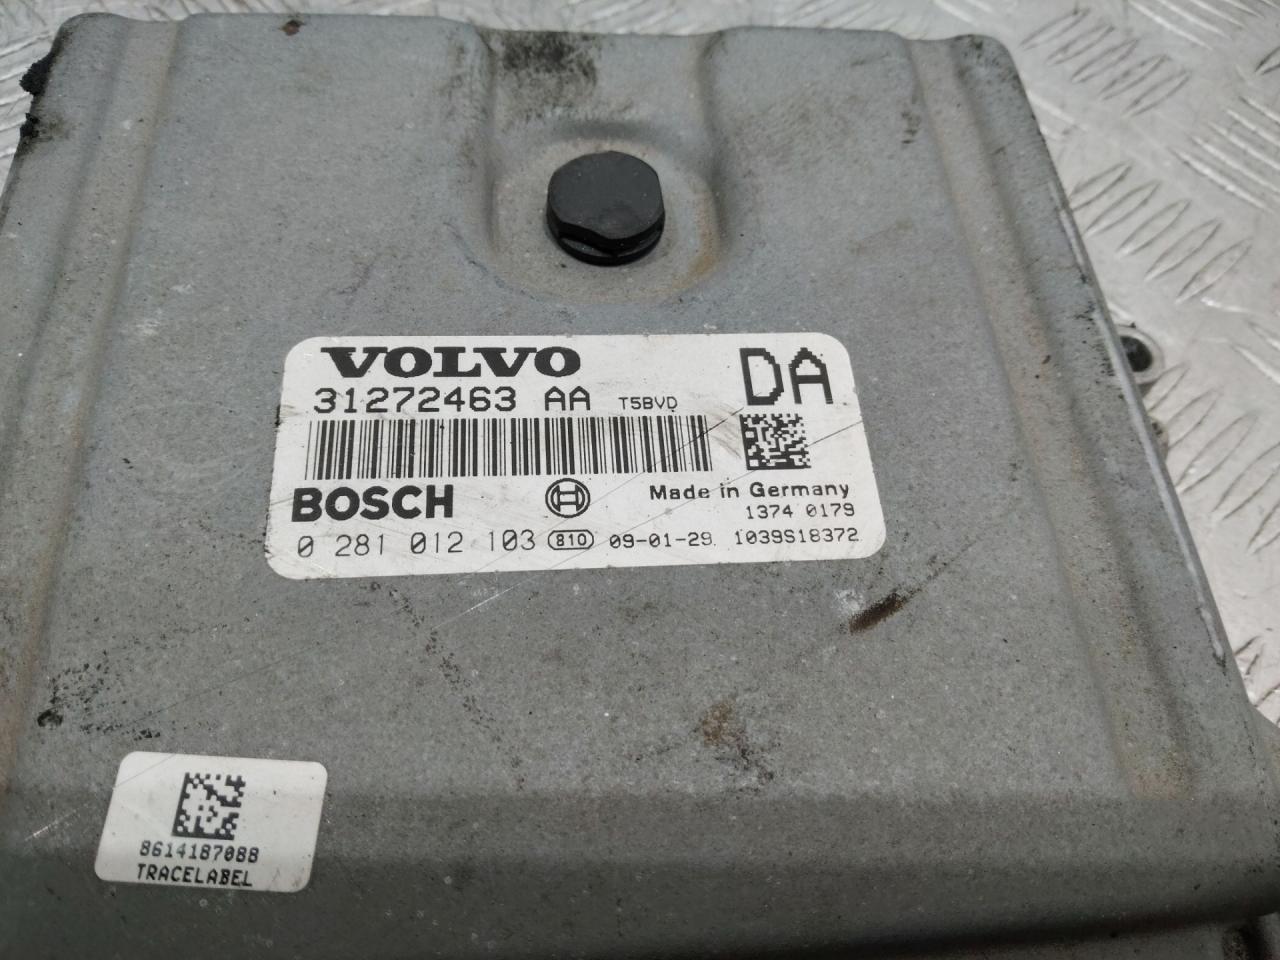 VOLVO
DA
31272463 AA T5BVD
BOSCH
Made in Germany
1374 0179
0 281 012 103 810 09-01-29 1039S18372
8614187088
TRACELABEL